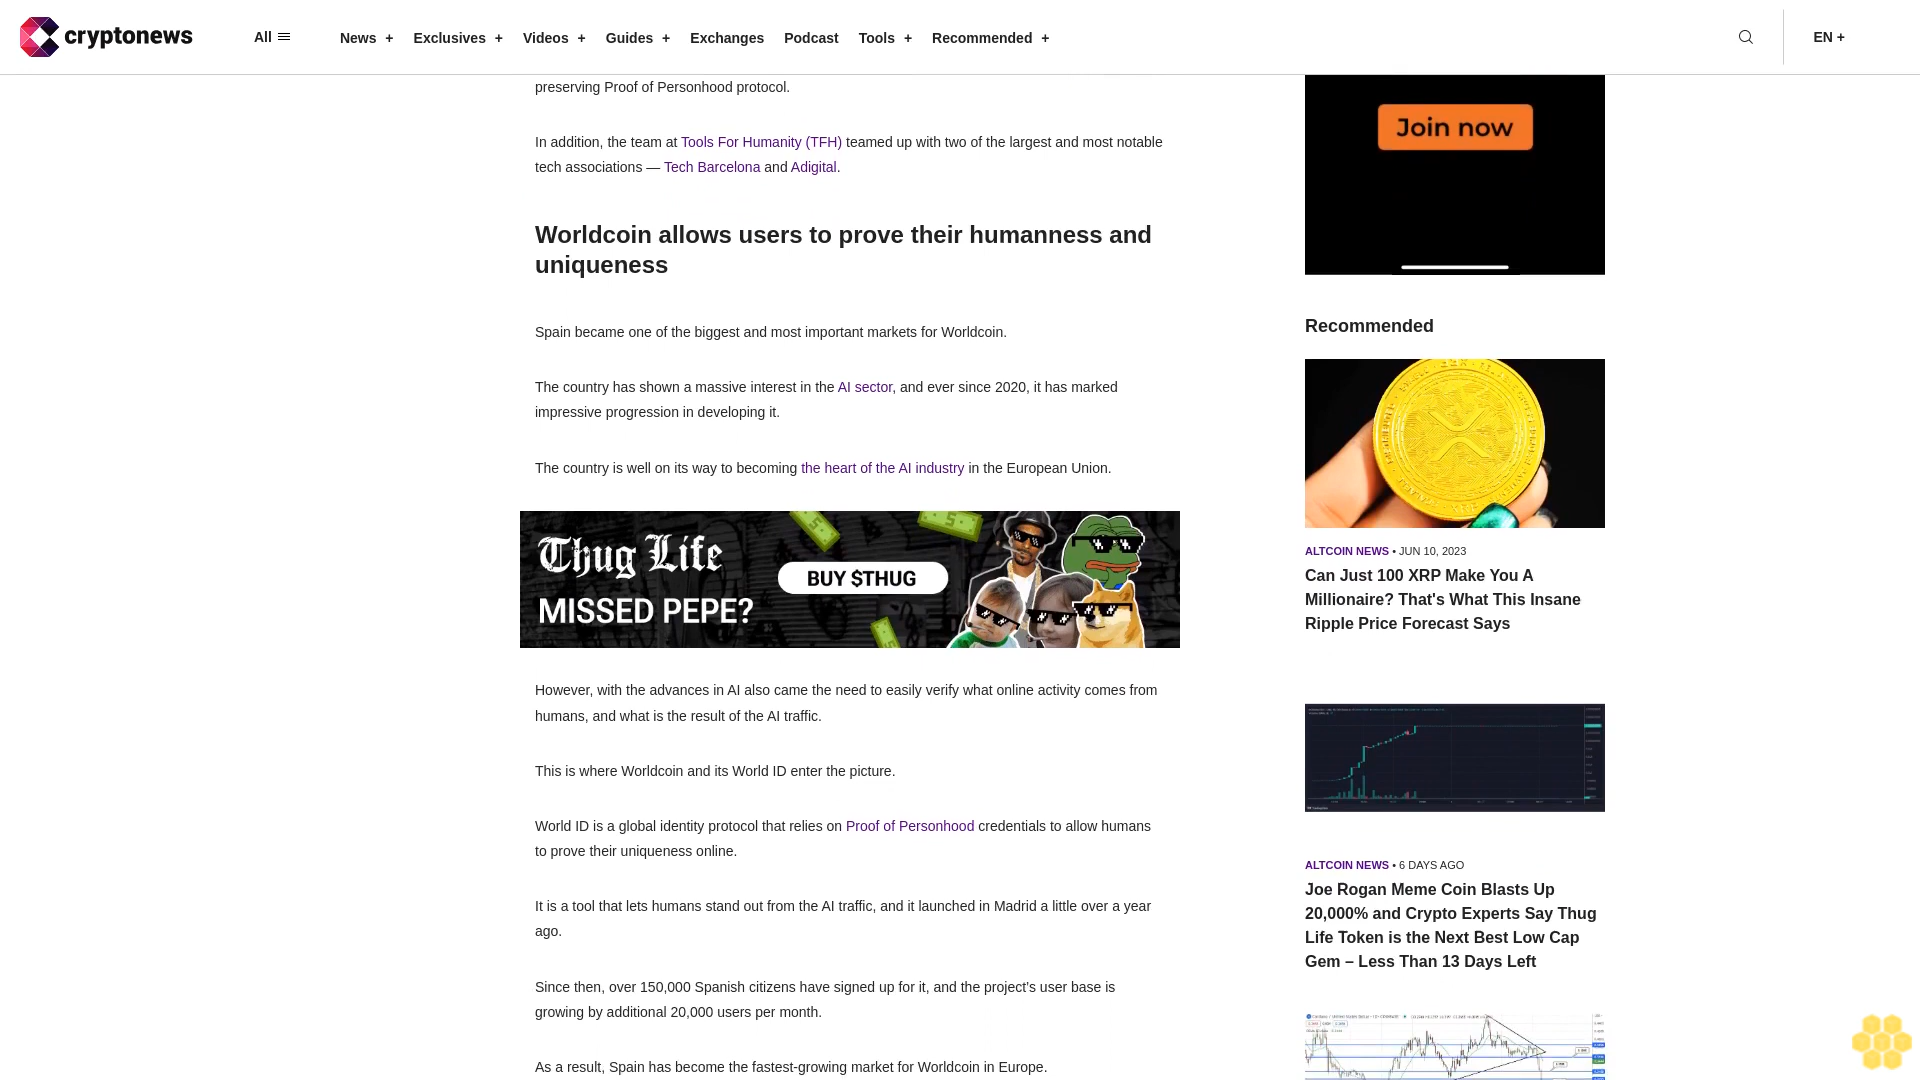 cryptonews
All
News +
Exclusives +
Videos +
Guides +
Exchanges
Podcast
Tools +
Recommended +
EN +
preserving Proof of Personhood protocol.
In addition, the team at Tools For Humanity (TFH) teamed up with two of the largest and most notable
tech associations — Tech Barcelona and Adigital.
Worldcoin allows users to prove their humanness and
uniqueness
Spain became one of the biggest and most important markets for Worldcoin.
The country has shown a massive interest in the AI sector, and ever since 2020, it has marked
impressive progression in developing it.
The country is well on its way to becoming the heart of the AI industry in the European Union.
Thug Life
MISSED PEPE?
BUY $THUG
However, with the advances in AI also came the need to easily verify what online activity comes from
humans, and what is the result of the AI traffic.
This is where Worldcoin and its World ID enter the picture.
World ID is a global identity protocol that relies on Proof of Personhood credentials to allow humans
to prove their uniqueness online.
It is a tool that lets humans stand out from the AI traffic, and it launched in Madrid a little over a year
ago.
Since then, over 150,000 Spanish citizens have signed up for it, and the project's user base is
growing by additional 20,000 users per month.
As a result, Spain has become the fastest-growing market for Worldcoin in Europe.
Join now
Recommended
ALTCOIN NEWS • JUN 10, 2023
Can Just 100 XRP Make You A
Millionaire? That's What This Insane
Ripple Price Forecast Says
ALTCOIN NEWS • 6 DAYS AGO
Joe Rogan Meme Coin Blasts Up
20,000% and Crypto Experts Say Thug
Life Token is the Next Best Low Cap
Gem – Less Than 13 Days Left